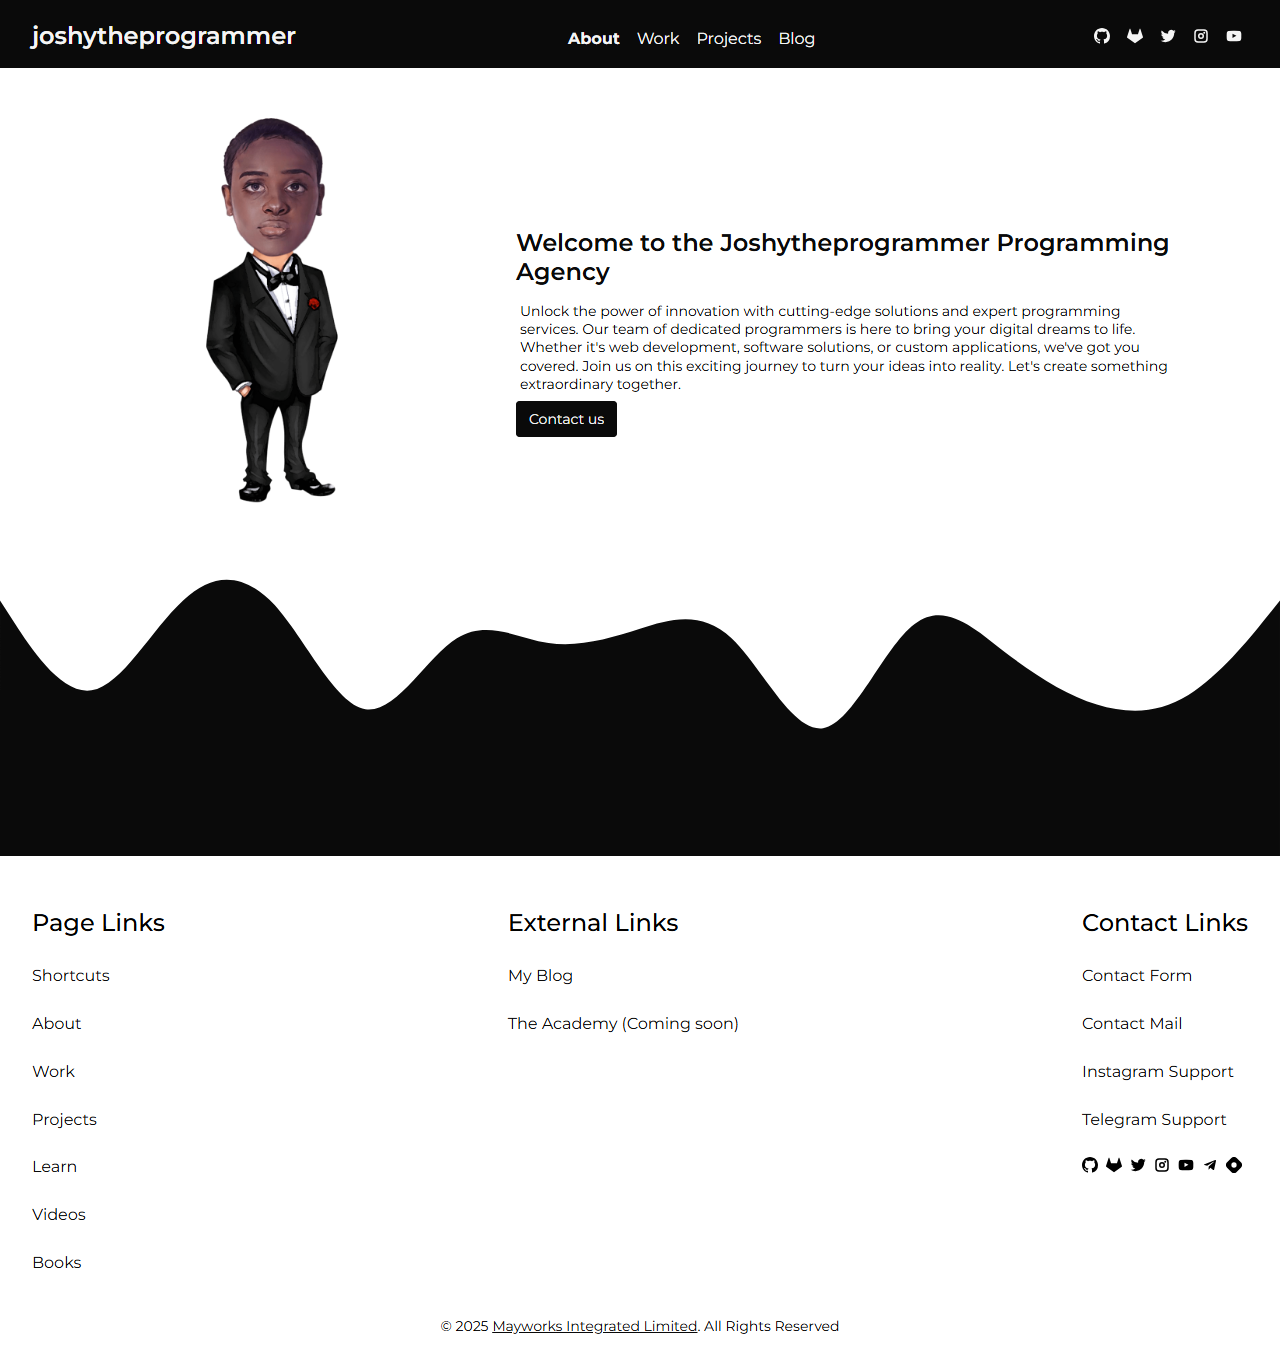 joshytheprogrammer
About Work Projects Blog
Welcome to the Joshytheprogrammer Programming
Agency
Unlock the power of innovation with cutting-edge solutions and expert programming
services. Our team of dedicated programmers is here to bring your digital dreams to life.
Whether it's web development, software solutions, or custom applications, we've got you
covered. Join us on this exciting journey to turn your ideas into reality. Let's create something
extraordinary together.
Contact us
Page Links
Shortcuts
About
Work
Projects
Learn
Videos
Books
External Links
My Blog
The Academy (Coming soon)
Contact Links
Contact Form
Contact Mail
Instagram Support
Telegram Support
© 2025 Mayworks Integrated Limited. All Rights Reserved